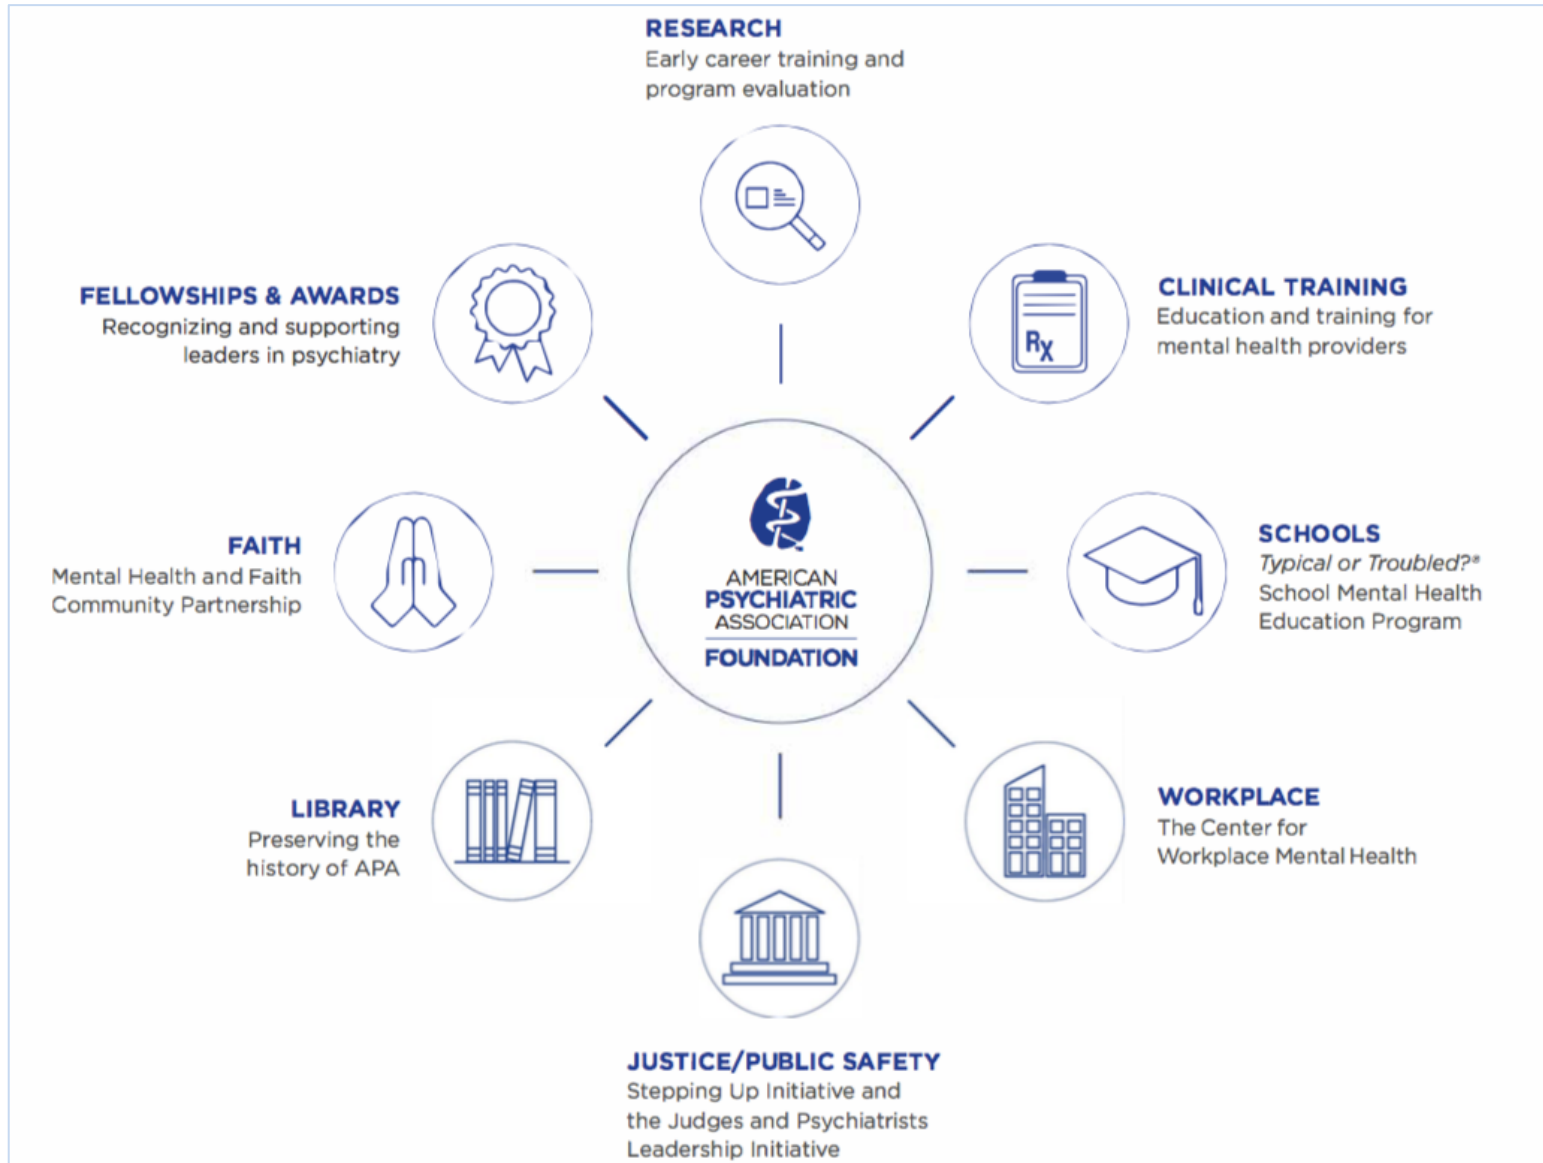 RESEARCH
Early career training and
program evaluation
CLINICAL TRAINING
Education and training for
mental health providers
Rx
SCHOOLS
Typical or Troubled?®
School Mental Health
Education Program
WORKPLACE
The Center for
Workplace Mental Health
JUSTICE/PUBLIC SAFETY
Stepping Up Initiative and
the Judges and Psychiatrists
Leadership Initiative
LIBRARY
Preserving the
history of APA
FAITH
Mental Health and Faith
Community Partnership
FELLOWSHIPS & AWARDS
Recognizing and supporting
leaders in psychiatry
AMERICAN
PSYCHIATRIC
ASSOCIATION
FOUNDATION